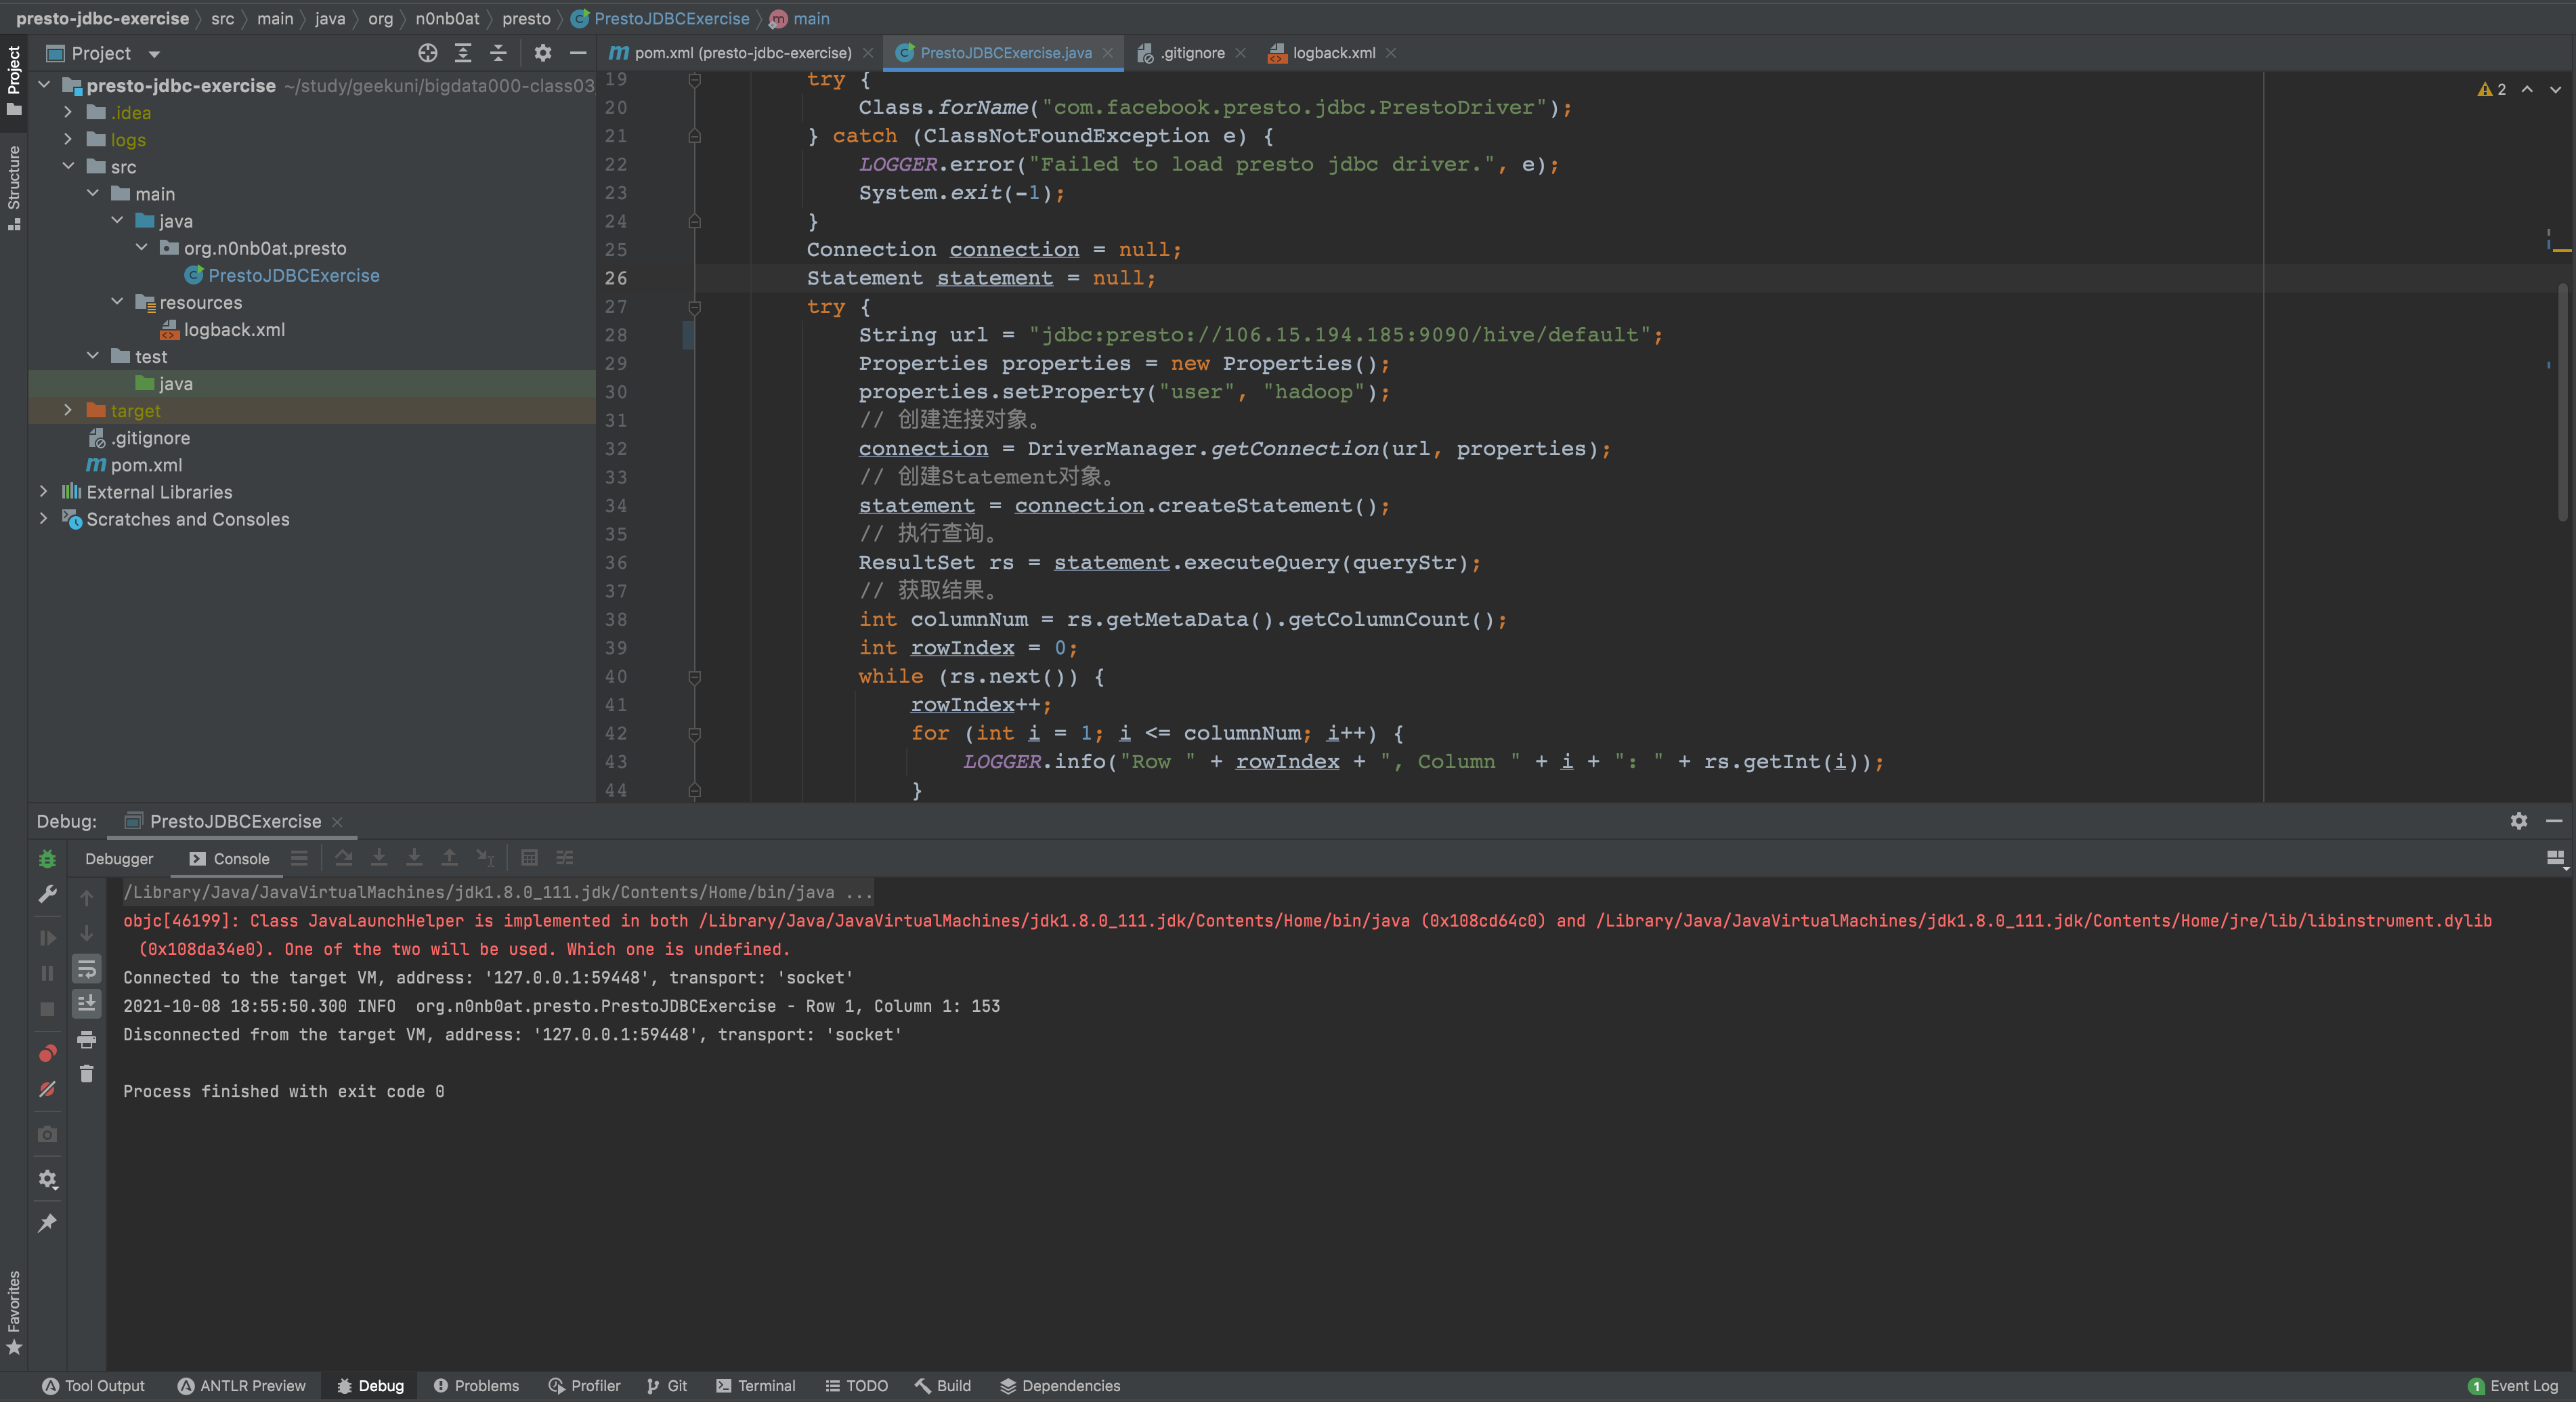 presto-jdbc-exercise src main java org n0nb0at presto PrestoJDBCExercise main
Project
pom.xml (presto-jdbc-exercise) PrestoJDBCExercise.java .gitignore logback.xml
Project
Structure
Favorites
presto-jdbc-exercise ~/study/geekuni/bigdata000-class03
.idea
logs
src
main
java
org.n0nb0at.presto
PrestoJDBCExercise
resources
logback.xml
test
java
target
.gitignore
pom.xml
External Libraries
Scratches and Consoles
2
19 try {
20 Class.forName("com.facebook.presto.jdbc.PrestoDriver");
21 } catch (ClassNotFoundException e) {
22 LOGGER.error("Failed to load presto jdbc driver.", e);
23 System.exit(-1);
24 }
25 Connection connection = null;
26 Statement statement = null;
27 try {
28 String url = "jdbc:presto://106.15.194.185:9090/hive/default";
29 Properties properties = new Properties();
30 properties.setProperty("user", "hadoop");
31 // 创建连接对象。
32 connection = DriverManager.getConnection(url, properties);
33 // 创建Statement对象。
34 statement = connection.createStatement();
35 // 执行查询。
36 ResultSet rs = statement.executeQuery(queryStr);
37 // 获取结果。
38 int columnNum = rs.getMetaData().getColumnCount();
39 int rowIndex = 0;
40 while (rs.next()) {
41 rowIndex++;
42 for (int i = 1; i <= columnNum; i++) {
43 LOGGER.info("Row " + rowIndex + ", Column " + i + ": " + rs.getInt(i));
44 }
Debug: PrestoJDBCExercise
Debugger Console
/Library/Java/JavaVirtualMachines/jdk1.8.0_111.jdk/Contents/Home/bin/java ...
objc[46199]: Class JavaLaunchHelper is implemented in both /Library/Java/JavaVirtualMachines/jdk1.8.0_111.jdk/Contents/Home/bin/java (0x108cd64c0) and /Library/Java/JavaVirtualMachines/jdk1.8.0_111.jdk/Contents/Home/jre/lib/libinstrument.dylib
(0x108da34e0). One of the two will be used. Which one is undefined.
Connected to the target VM, address: '127.0.0.1:59448', transport: 'socket'
2021-10-08 18:55:50.300 INFO org.n0nb0at.presto.PrestoJDBCExercise - Row 1, Column 1: 153
Disconnected from the target VM, address: '127.0.0.1:59448', transport: 'socket'
Process finished with exit code 0
Tool Output ANTLR Preview Debug Problems Profiler Git Terminal TODO Build Dependencies 1 Event Log